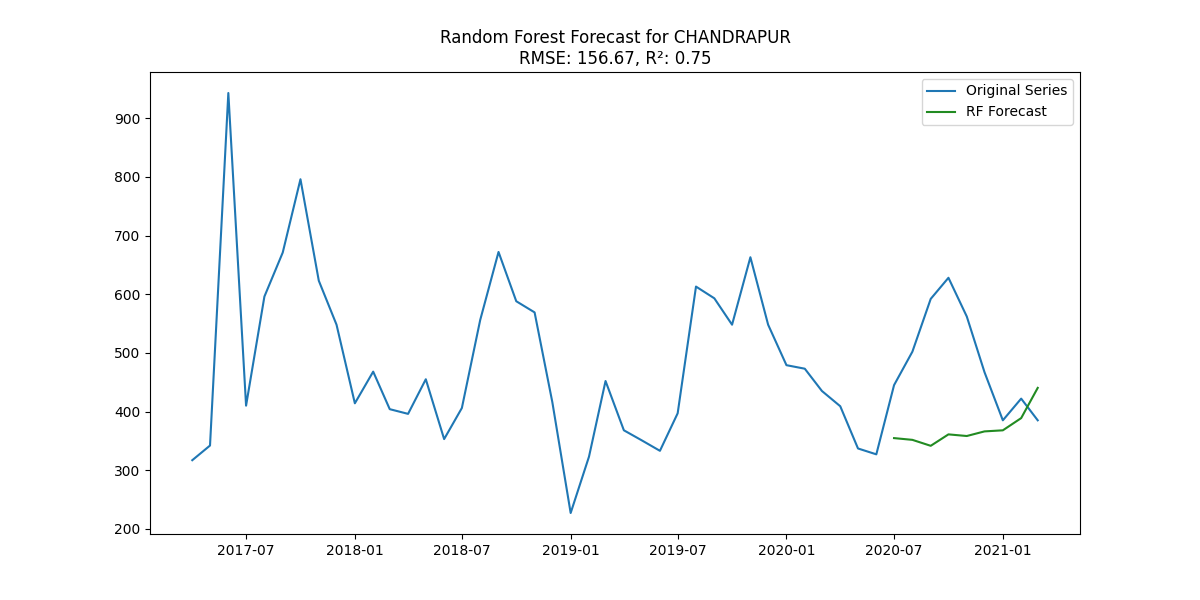 Random Forest Forecast for CHANDRAPUR
RMSE: 156.67, R²: 0.75
Original Series
RF Forecast
900
800
700
600
500
400
300
200
2017-07 2018-01 2018-07 2019-01 2019-07 2020-01 2020-07 2021-01